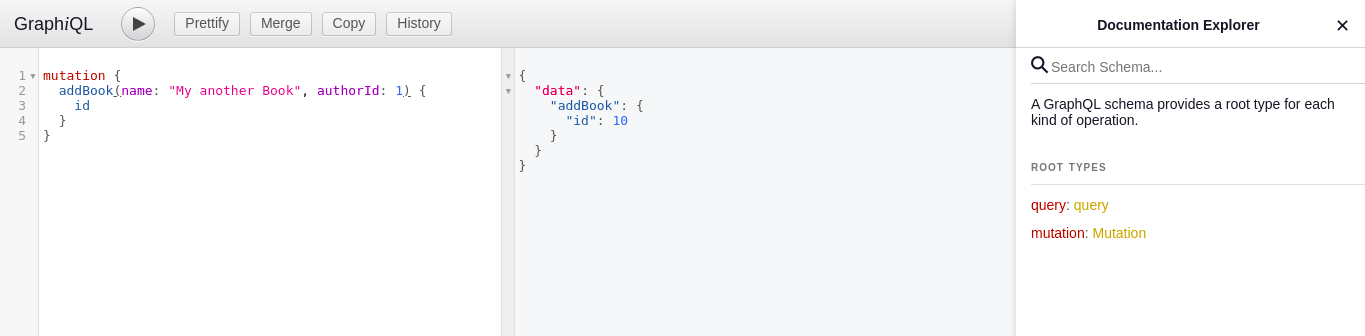 GraphiQL
Prettify Merge Copy History
1 mutation {
2   addBook(name: "My another Book", authorId: 1) {
3     id
4   }
5 }
{
  "data": {
    "addBook": {
      "id": 10
    }
  }
}
Documentation Explorer ✕
Search Schema...
A GraphQL schema provides a root type for each
kind of operation.
ROOT TYPES
query: query
mutation: Mutation